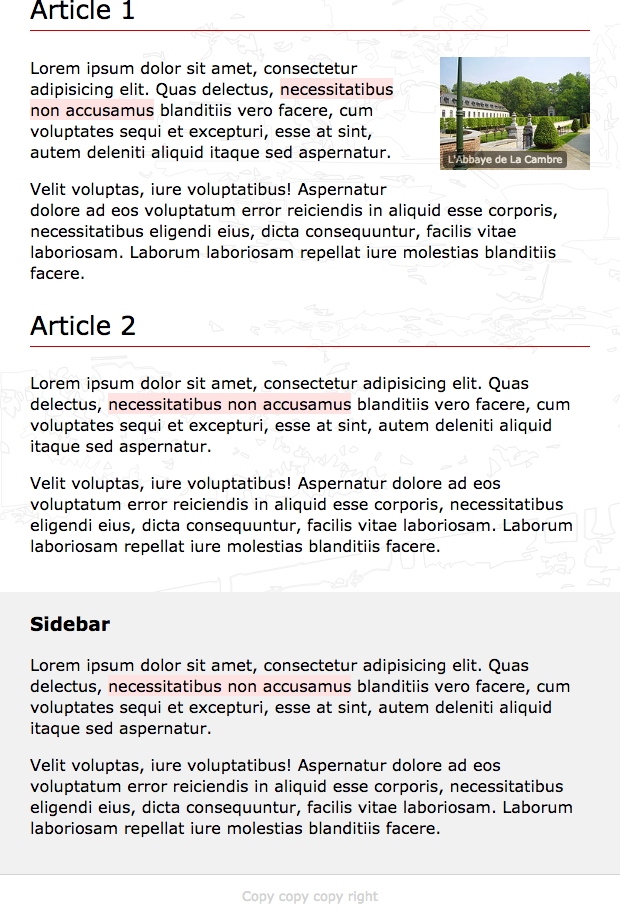 Article 1
Lorem ipsum dolor sit amet, consectetur
adipisicing elit. Quas delectus, necessitatibus
non accusamus blanditiis vero facere, cum
voluptates sequi et excepturi, esse at sint,
autem deleniti aliquid itaque sed aspernatur.
L'Abbaye de La Cambre
Velit voluptas, iure voluptatibus! Aspernatur
dolore ad eos voluptatum error reiciendis in aliquid esse corporis,
necessitatibus eligendi eius, dicta consequuntur, facilis vitae
laboriosam. Laborum laboriosam repellat iure molestias blanditiis
facere.
Article 2
Lorem ipsum dolor sit amet, consectetur adipisicing elit. Quas
delectus, necessitatibus non accusamus blanditiis vero facere, cum
voluptates sequi et excepturi, esse at sint, autem deleniti aliquid
itaque sed aspernatur.
Velit voluptas, iure voluptatibus! Aspernatur dolore ad eos
voluptatum error reiciendis in aliquid esse corporis, necessitatibus
eligendi eius, dicta consequuntur, facilis vitae laboriosam. Laborum
laboriosam repellat iure molestias blanditiis facere.
Sidebar
Lorem ipsum dolor sit amet, consectetur adipisicing elit. Quas
delectus, necessitatibus non accusamus blanditiis vero facere, cum
voluptates sequi et excepturi, esse at sint, autem deleniti aliquid
itaque sed aspernatur.
Velit voluptas, iure voluptatibus! Aspernatur dolore ad eos
voluptatum error reiciendis in aliquid esse corporis, necessitatibus
eligendi eius, dicta consequuntur, facilis vitae laboriosam. Laborum
laboriosam repellat iure molestias blanditiis facere.
Copy copy copy right